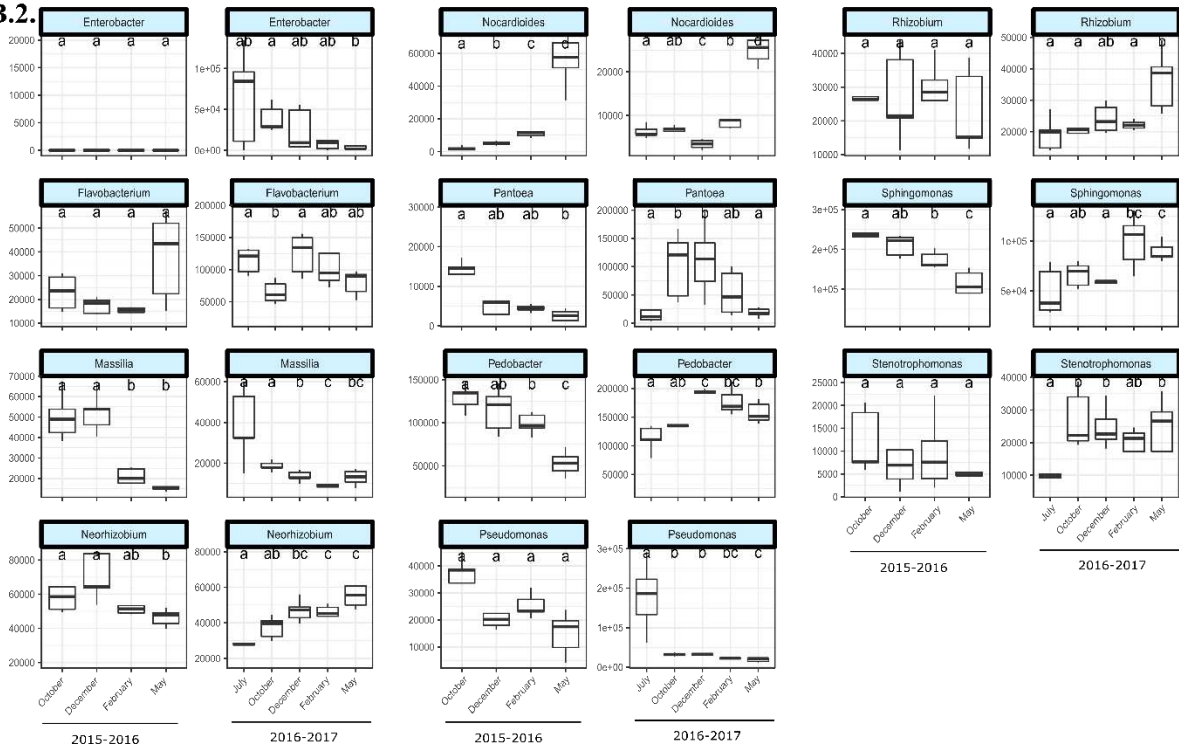 B.2.
Enterobacter
a a a a
20000
15000
10000
5000
0
Enterobacter
ab a ab ab b
1e+05
5e+04
0e+00
Nocardioides
a b c d
60000
40000
20000
0
Nocardioides
a ab c b d
20000
10000
Rhizobium
a a a a
40000
30000
20000
10000
Rhizobium
a a ab a b
50000
40000
30000
20000
10000
Flavobacterium
a a a a
50000
40000
30000
20000
10000
Flavobacterium
a b a ab ab
200000
150000
100000
50000
Pantoea
a ab ab b
30000
20000
10000
0
Pantoea
a b b ab a
200000
150000
100000
50000
0
Sphingomonas
a ab b c
3e+05
2e+05
1e+05
Sphingomonas
a ab a bc c
1e+05
5e+04
Massilia
a a b b
70000
60000
50000
40000
30000
20000
Massilia
a a b c bc
60000
40000
20000
Pedobacter
a ab b c
150000
100000
50000
Pedobacter
a ab c bc b
200000
150000
100000
50000
Stenotrophomonas
a a a a
25000
20000
15000
10000
5000
0
October
December
February
May
2015-2016
Stenotrophomonas
a b b ab b
40000
30000
20000
10000
July
October
December
February
May
2016-2017
Neorhizobium
a a ab b
80000
60000
40000
20000
October
December
February
May
2015-2016
Neorhizobium
a ab bc c c
80000
60000
40000
20000
July
October
December
February
May
2016-2017
Pseudomonas
a a a a
40000
30000
20000
10000
October
December
February
May
2015-2016
Pseudomonas
a b b bc c
3e+05
2e+05
1e+05
0e+00
July
October
December
February
May
2016-2017